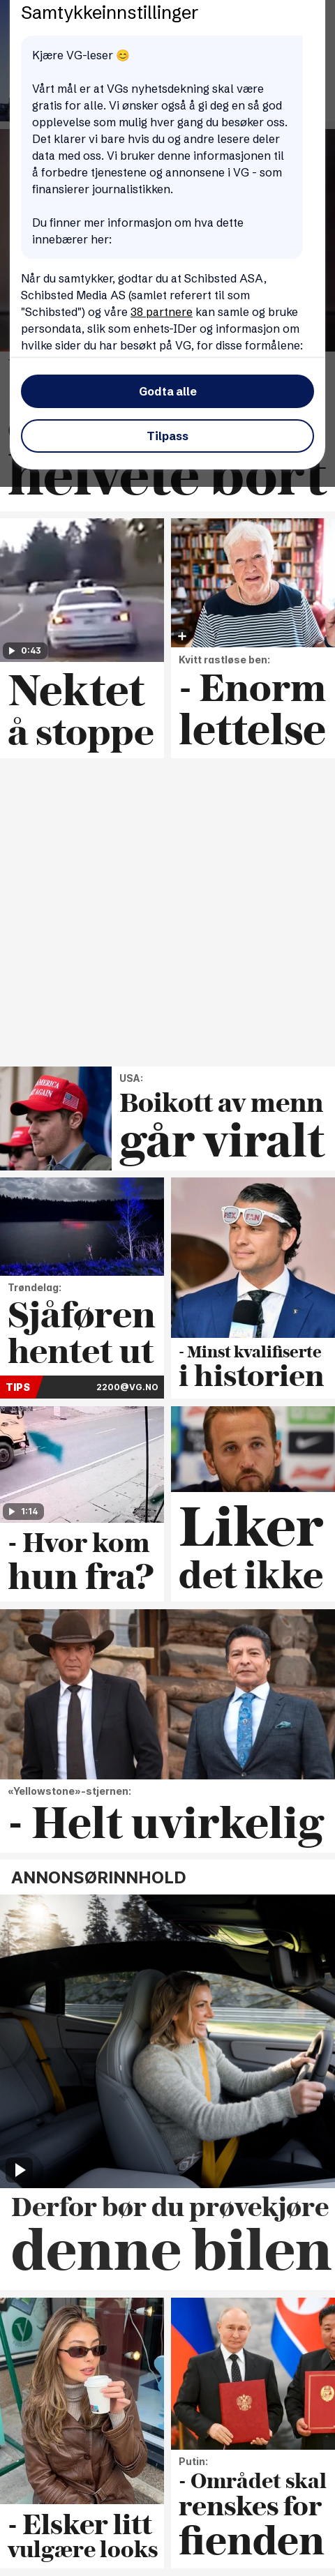 Samtykkeinnstillinger
Kjære VG-leser 😊
Vårt mål er at VGs nyhetsdekning skal være
gratis for alle. Vi ønsker også å gi deg en så god
opplevelse som mulig hver gang du besøker oss.
Det klarer vi bare hvis du og andre lesere deler
data med oss. Vi bruker denne informasjonen til
å forbedre tjenestene og annonsene i VG - som
finansierer journalistikken.
Du finner mer informasjon om hva dette
innebærer her:
Når du samtykker, godtar du at Schibsted ASA,
Schibsted Media AS (samlet referert til som
"Schibsted") og våre 38 partnere kan samle og bruke
persondata, slik som enhets-IDer og informasjon om
hvilke sider du har besøkt på VG, for disse formålene:
Godta alle
Tilpass
helvete bort
0:43
Nektet
å stoppe
Kvitt rastløse ben:
- Enorm
lettelse
USA:
Boikott av menn
går viralt
Trøndelag:
Sjåføren
hentet ut
TIPS 2200@VG.NO
- Minst kvalifiserte
i historien
1:14
- Hvor kom
hun fra?
Liker
det ikke
«Yellowstone»-stjernen:
- Helt uvirkelig
ANNONSØRINNHOLD
Derfor bør du prøvekjøre
denne bilen
- Elsker litt
vulgære looks
Putin:
- Området skal
renskes for
fienden